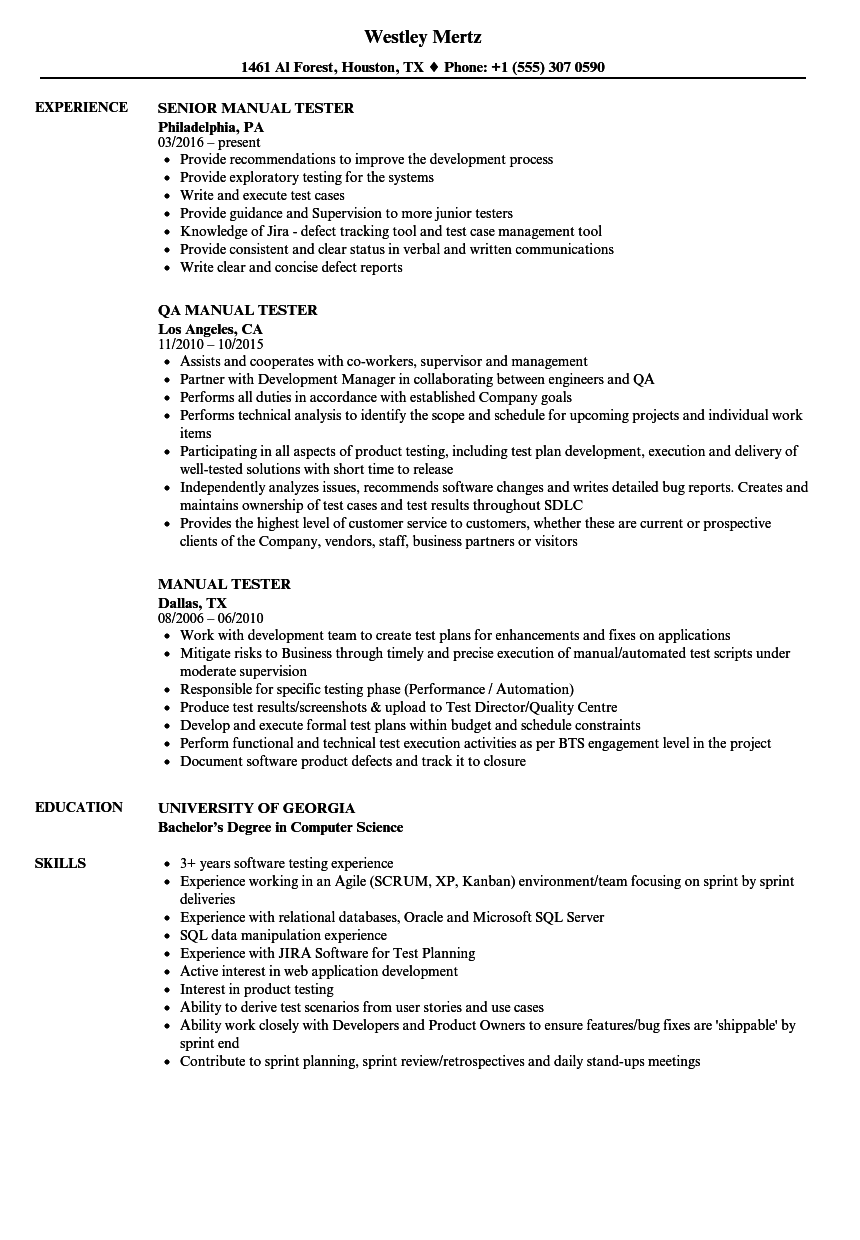 Westley Mertz
1461 Al Forest, Houston, TX ♦ Phone: +1 (555) 307 0590
EXPERIENCE
SENIOR MANUAL TESTER
Philadelphia, PA
03/2016 – present
• Provide recommendations to improve the development process
• Provide exploratory testing for the systems
• Write and execute test cases
• Provide guidance and Supervision to more junior testers
• Knowledge of Jira - defect tracking tool and test case management tool
• Provide consistent and clear status in verbal and written communications
• Write clear and concise defect reports
QA MANUAL TESTER
Los Angeles, CA
11/2010 – 10/2015
• Assists and cooperates with co-workers, supervisor and management
• Partner with Development Manager in collaborating between engineers and QA
• Performs all duties in accordance with established Company goals
• Performs technical analysis to identify the scope and schedule for upcoming projects and individual work
items
• Participating in all aspects of product testing, including test plan development, execution and delivery of
well-tested solutions with short time to release
• Independently analyzes issues, recommends software changes and writes detailed bug reports. Creates and
maintains ownership of test cases and test results throughout SDLC
• Provides the highest level of customer service to customers, whether these are current or prospective
clients of the Company, vendors, staff, business partners or visitors
MANUAL TESTER
Dallas, TX
08/2006 – 06/2010
• Work with development team to create test plans for enhancements and fixes on applications
• Mitigate risks to Business through timely and precise execution of manual/automated test scripts under
moderate supervision
• Responsible for specific testing phase (Performance / Automation)
• Produce test results/screenshots & upload to Test Director/Quality Centre
• Develop and execute formal test plans within budget and schedule constraints
• Perform functional and technical test execution activities as per BTS engagement level in the project
• Document software product defects and track it to closure
EDUCATION
UNIVERSITY OF GEORGIA
Bachelor's Degree in Computer Science
SKILLS
• 3+ years software testing experience
• Experience working in an Agile (SCRUM, XP, Kanban) environment/team focusing on sprint by sprint
deliveries
• Experience with relational databases, Oracle and Microsoft SQL Server
• SQL data manipulation experience
• Experience with JIRA Software for Test Planning
• Active interest in web application development
• Interest in product testing
• Ability to derive test scenarios from user stories and use cases
• Ability work closely with Developers and Product Owners to ensure features/bug fixes are 'shippable' by
sprint end
• Contribute to sprint planning, sprint review/retrospectives and daily stand-ups meetings